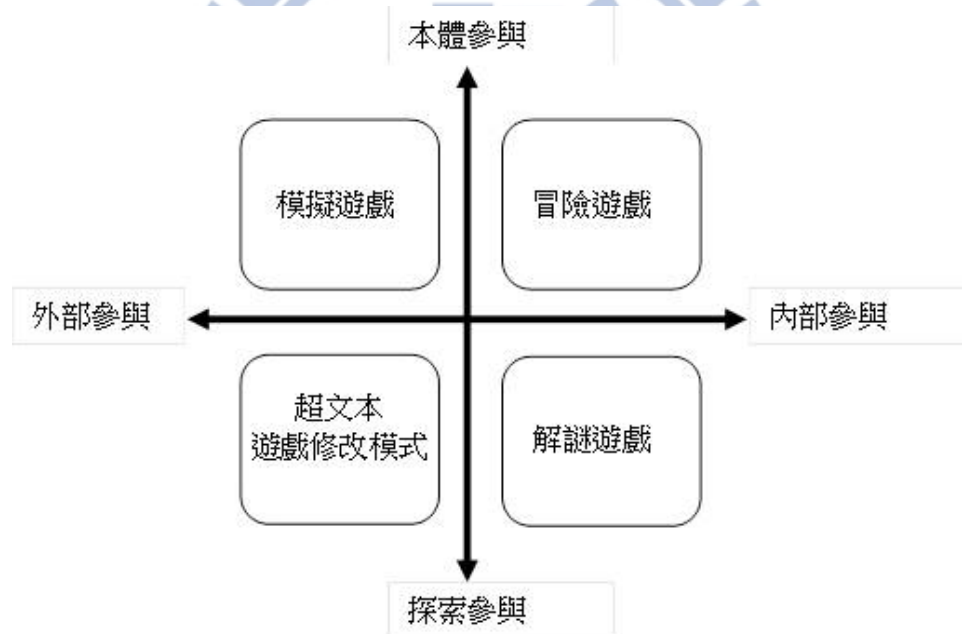 本體參與
模擬遊戲
冒險遊戲
外部參與
內部參與
超文本
遊戲修改模式
解謎遊戲
探索參與